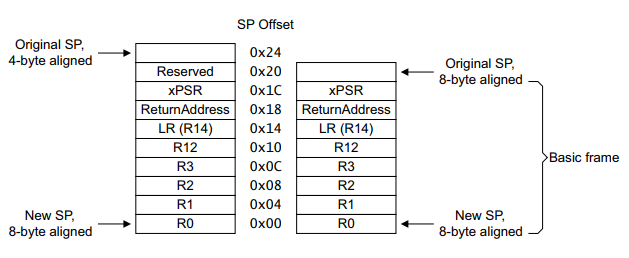 SP Offset
Original SP,
4-byte aligned
0x24
Original SP,
8-byte aligned
Reserved 0x20
xPSR 0x1C xPSR
ReturnAddress 0x18 ReturnAddress
LR (R14) 0x14 LR (R14)
R12 0x10 R12
Basic frame
R3 0x0C R3
R2 0x08 R2
R1 0x04 R1
New SP,
8-byte aligned
R0 0x00 R0
New SP,
8-byte aligned